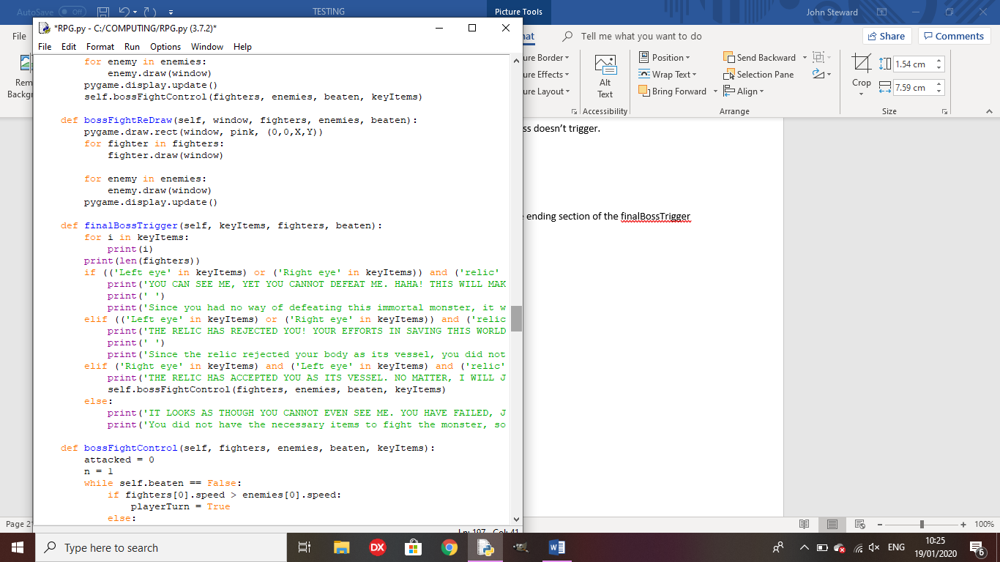 AutoSave Off TESTING Picture Tools John Steward
*RPG.py - C:/COMPUTING/RPG.py (3.7.2)*
File Edit Format Run Options Window Help
File mat Tell me what you want to do Share Comments
Rem
Backgr
ure Border
ure Effects
ure Layout
Alt
Text
Accessibility
Position
Wrap Text
Bring Forward
Send Backward
Selection Pane
Align
Arrange
Crop
1.54 cm
7.59 cm
Size
for enemy in enemies:
enemy.draw(window)
pygame.display.update()
self.bossFightControl(fighters, enemies, beaten, keyItems)
def bossFightReDraw(self, window, fighters, enemies, beaten):
pygame.draw.rect(window, pink, (0,0,X,Y))
for fighter in fighters:
fighter.draw(window)
for enemy in enemies:
enemy.draw(window)
pygame.display.update()
def finalBossTrigger(self, keyItems, fighters, beaten):
for i in keyItems:
print(i)
print(len(fighters))
if (('Left eye' in keyItems) or ('Right eye' in keyItems)) and ('relic'
print('YOU CAN SEE ME, YET YOU CANNOT DEFEAT ME. HAHA! THIS WILL MAK
print(' ')
print('Since you had no way of defeating this immortal monster, it w
elif (('Left eye' in keyItems) or ('Right eye' in keyItems)) and ('relic
print('THE RELIC HAS REJECTED YOU! YOUR EFFORTS IN SAVING THIS WORLD
print(' ')
print('Since the relic rejected your body as its vessel, you did not
elif ('Right eye' in keyItems) and ('Left eye' in keyItems) and ('relic'
print('THE RELIC HAS ACCEPTED YOU AS ITS VESSEL. NO MATTER, I WILL J
self.bossFightControl(fighters, enemies, beaten, keyItems)
else:
print('IT LOOKS AS THOUGH YOU CANNOT EVEN SEE ME. YOU HAVE FAILED, J
print('You did not have the necessary items to fight the monster, so
def bossFightControl(self, fighters, enemies, beaten, keyItems):
attacked = 0
n = 1
while self.beaten == False:
if fighters[0].speed > enemies[0].speed:
playerTurn = True
else:
Ln: 197 Col: 41
ss doesn't trigger.
e ending section of the finalBossTrigger
Page 2
100%
Type here to search
DX
ENG
10:25
19/01/2020
6